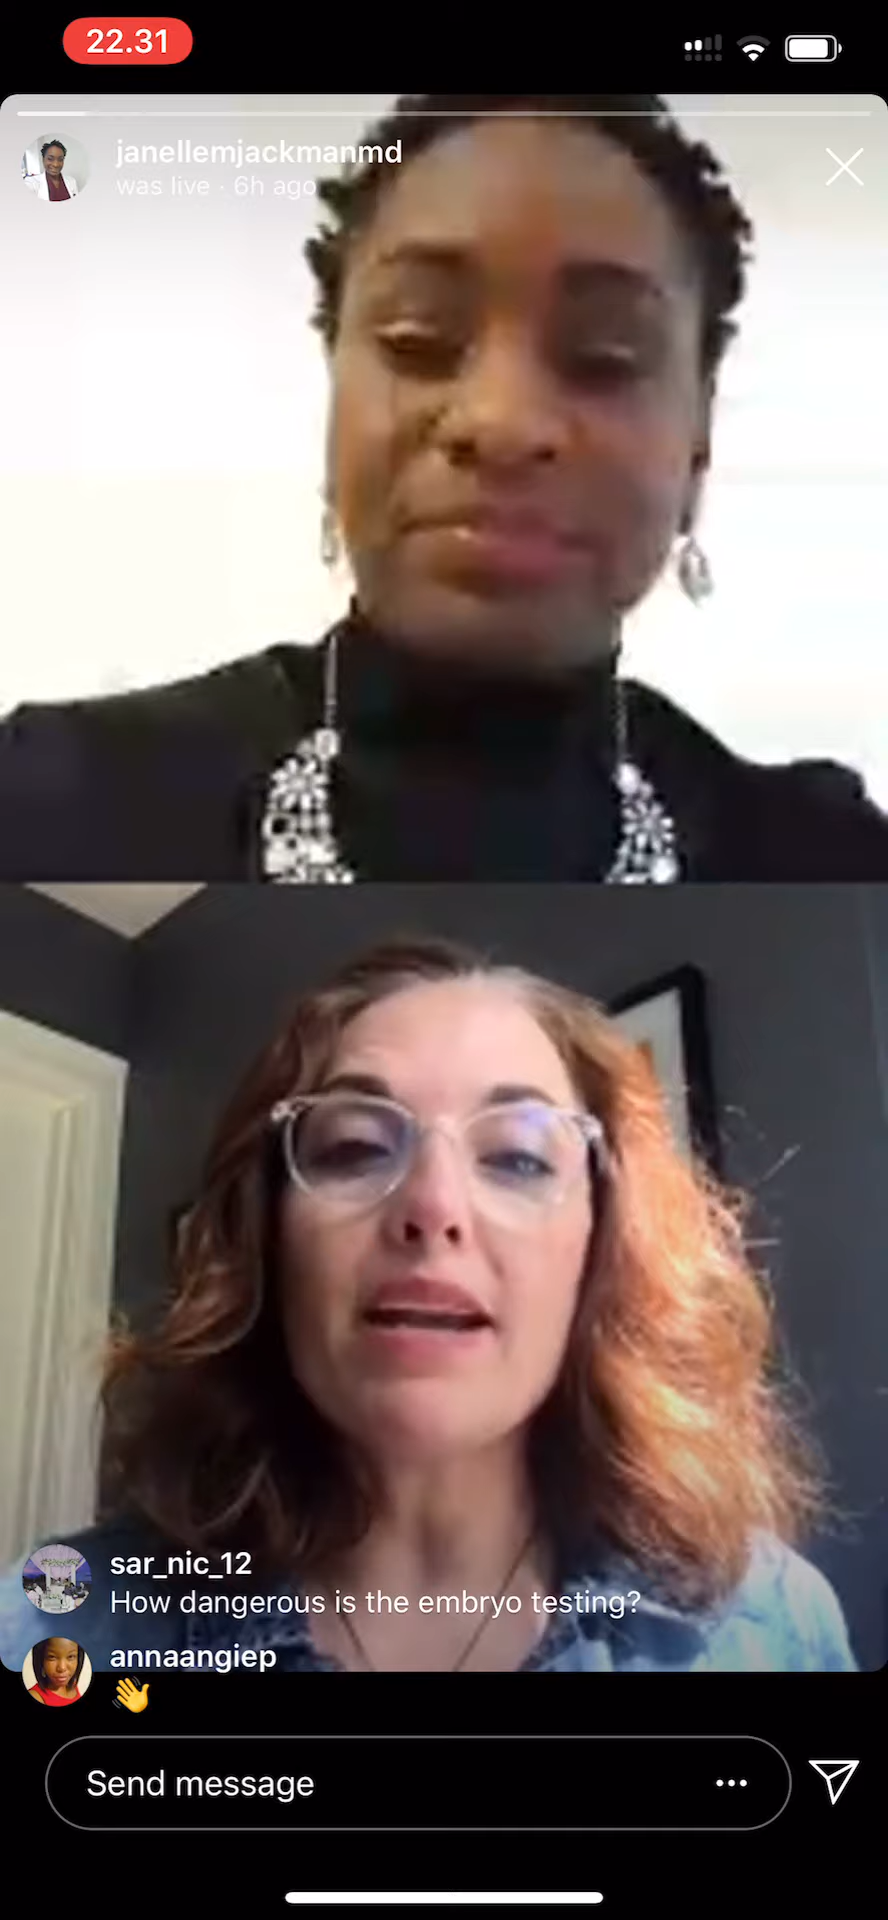 22.31
janellemjackmanmd
was live · 6h ago
sar_nic_12
How dangerous is the embryo testing?
annaangiep
👋
Send message